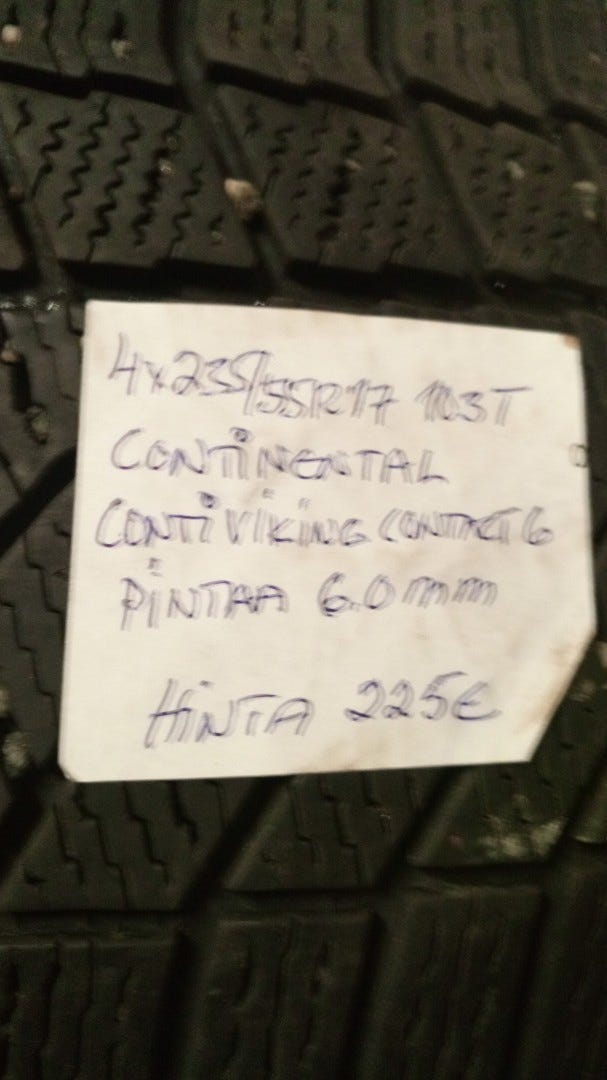 4x235/55R17 103T
CONTINENTAL
CONTIVIKING CONTACT 6
PINTAA 6.0mm
HINTA 225€